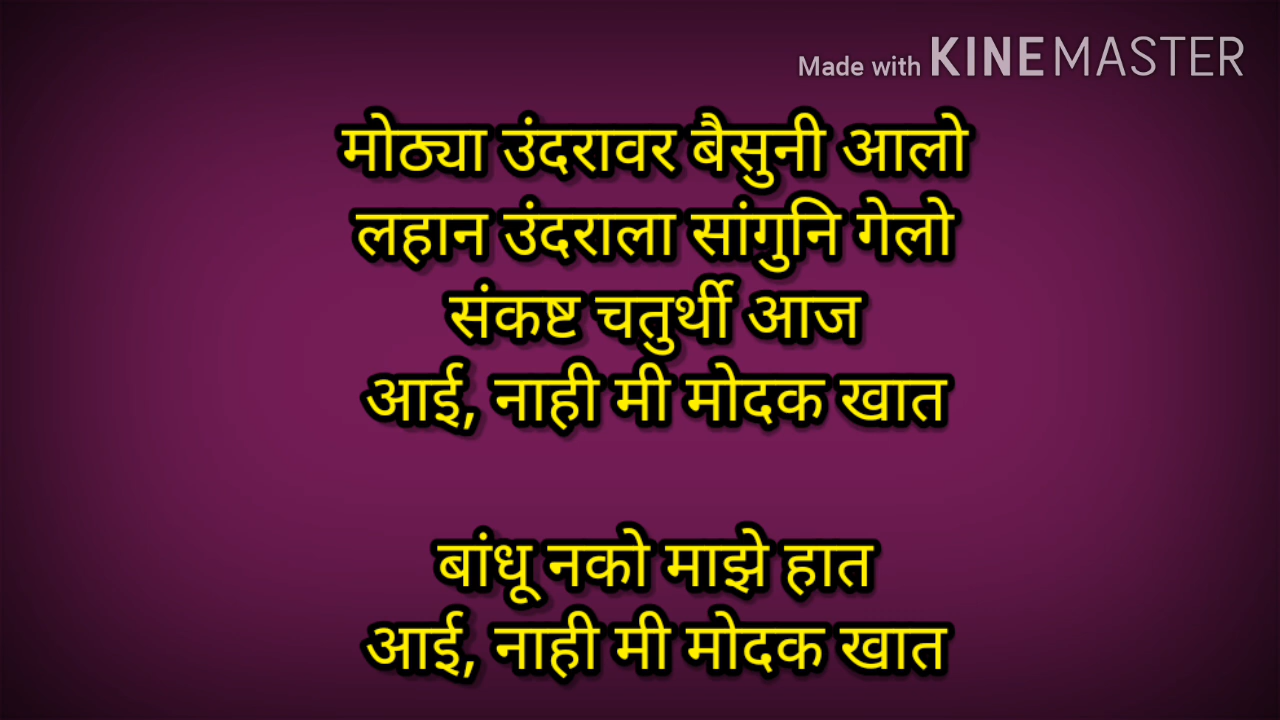 Made with KINEMASTER
मोठ्या उंदरावर बैसुनी आलो
लहान उंदराला सांगुनि गेलो
संकष्ट चतुर्थी आज
आई, नाही मी मोदक खात
बांधू नको माझे हात
आई, नाही मी मोदक खात